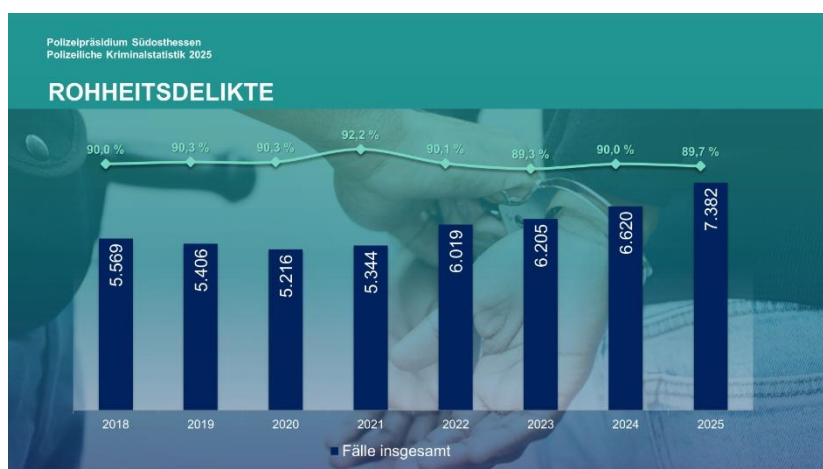 Polizeipräsidium Südosthessen
Polizeiliche Kriminalstatistik 2025
ROHHEITSDELIKTE
90,0 % 90,3 % 90,3 % 92,2 % 90,1 % 89,3 % 90,0 % 89,7 %
5.569 5.406 5.216 5.344 6.019 6.205 6.620 7.382
2018 2019 2020 2021 2022 2023 2024 2025
Fälle insgesamt